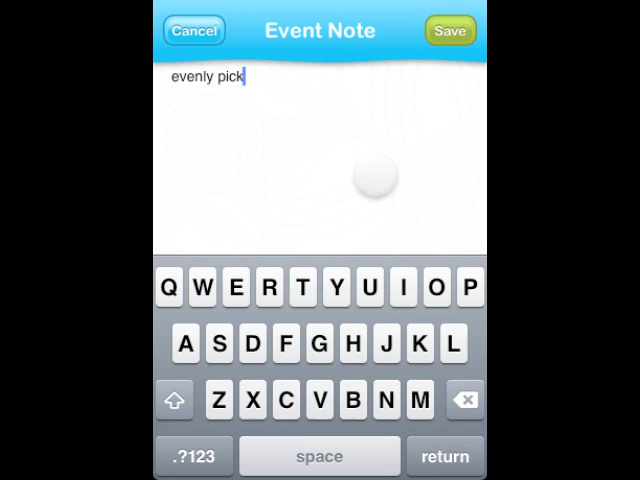 Cancel Event Note Save
evenly pick
Q W E R T Y U I O P
A S D F G H J K L
Z X C V B N M
.?123 space return